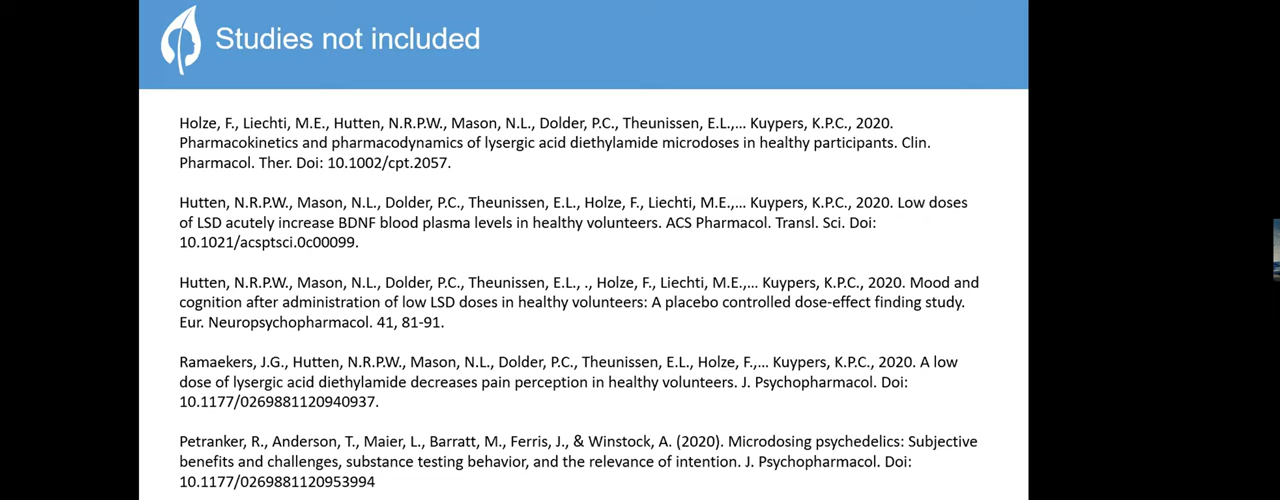 Studies not included
Holze, F., Liechti, M.E., Hutten, N.R.P.W., Mason, N.L., Dolder, P.C., Theunissen, E.L.,… Kuypers, K.P.C., 2020.
Pharmacokinetics and pharmacodynamics of lysergic acid diethylamide microdoses in healthy participants. Clin.
Pharmacol. Ther. Doi: 10.1002/cpt.2057.
Hutten, N.R.P.W., Mason, N.L., Dolder, P.C., Theunissen, E.L., Holze, F., Liechti, M.E.,… Kuypers, K.P.C., 2020. Low doses
of LSD acutely increase BDNF blood plasma levels in healthy volunteers. ACS Pharmacol. Transl. Sci. Doi:
10.1021/acsptsci.0c00099.
Hutten, N.R.P.W., Mason, N.L., Dolder, P.C., Theunissen, E.L., ., Holze, F., Liechti, M.E.,… Kuypers, K.P.C., 2020. Mood and
cognition after administration of low LSD doses in healthy volunteers: A placebo controlled dose-effect finding study.
Eur. Neuropsychopharmacol. 41, 81-91.
Ramaekers, J.G., Hutten, N.R.P.W., Mason, N.L., Dolder, P.C., Theunissen, E.L., Holze, F.,… Kuypers, K.P.C., 2020. A low
dose of lysergic acid diethylamide decreases pain perception in healthy volunteers. J. Psychopharmacol. Doi:
10.1177/0269881120940937.
Petranker, R., Anderson, T., Maier, L., Barratt, M., Ferris, J., & Winstock, A. (2020). Microdosing psychedelics: Subjective
benefits and challenges, substance testing behavior, and the relevance of intention. J. Psychopharmacol. Doi:
10.1177/0269881120953994